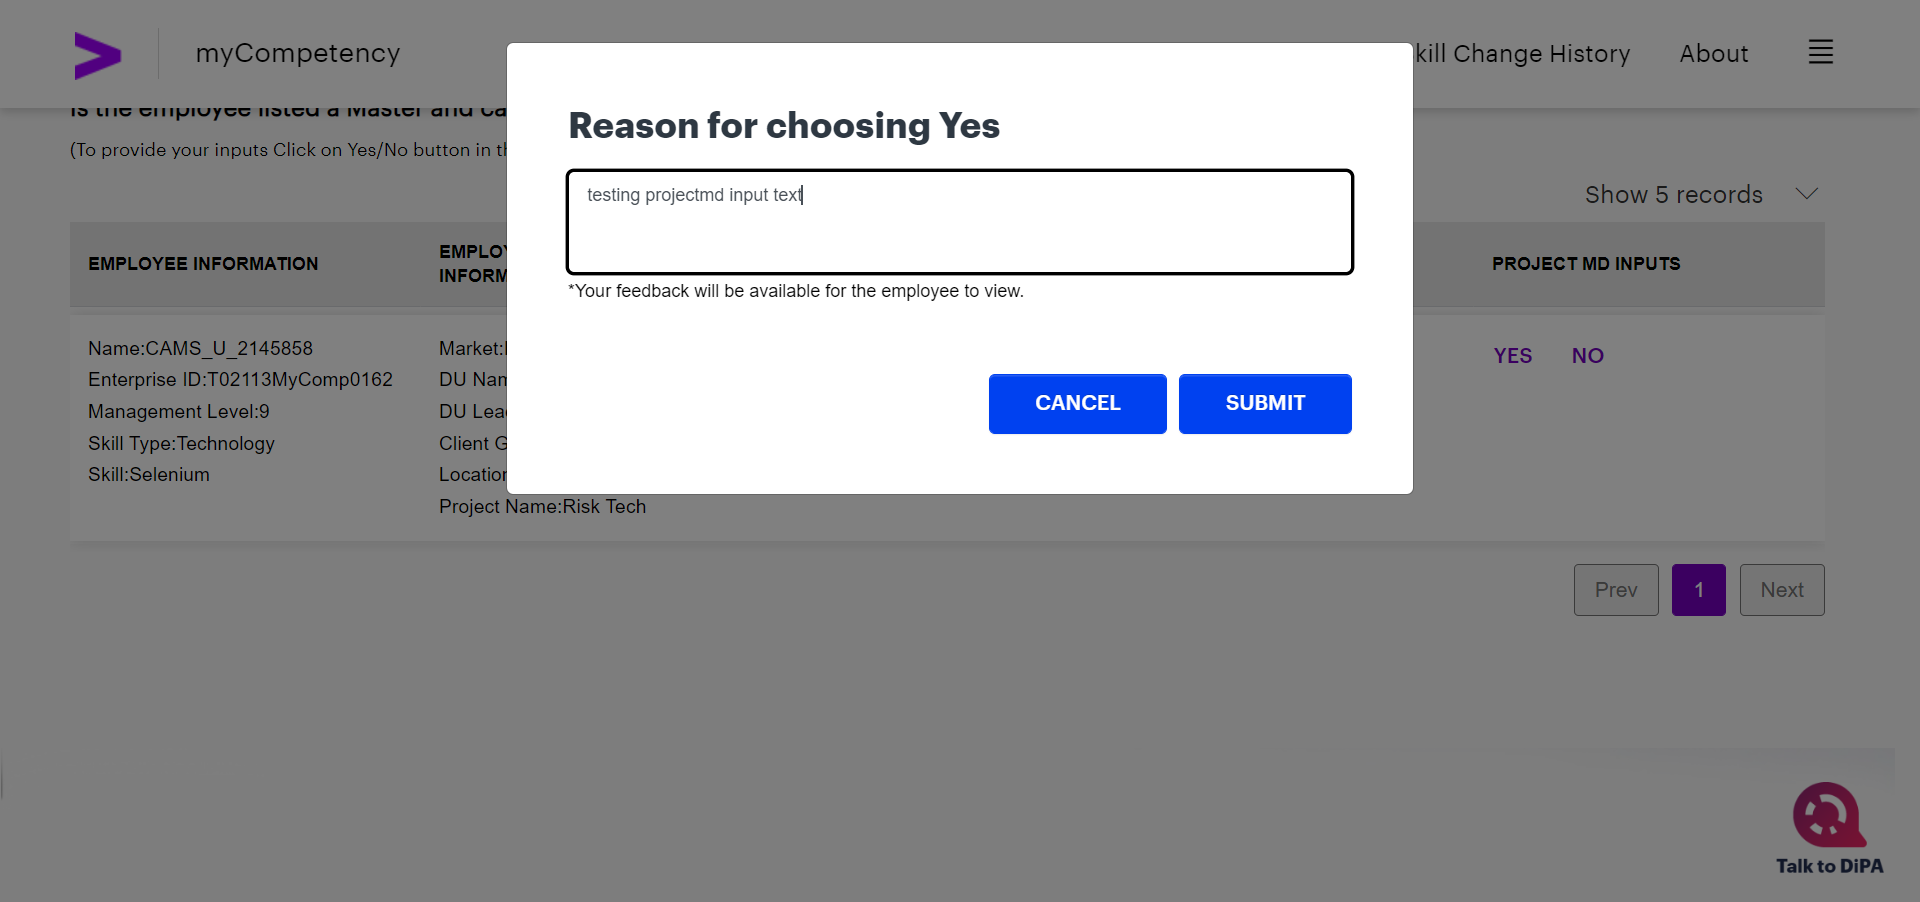 myCompetency
kill Change History
About
Is the employee listed a Master and ca
(To provide your inputs Click on Yes/No button in th
Reason for choosing Yes
testing projectmd input text
*Your feedback will be available for the employee to view.
CANCEL
SUBMIT
Show 5 records
EMPLOYEE INFORMATION
EMPLOY
INFORM
PROJECT MD INPUTS
Name:CAMS_U_2145858
Enterprise ID:T02113MyComp0162
Management Level:9
Skill Type:Technology
Skill:Selenium
Market:
DU Nam
DU Lea
Client G
Location
Project Name:Risk Tech
YES
NO
Prev
1
Next
Talk to DiPA